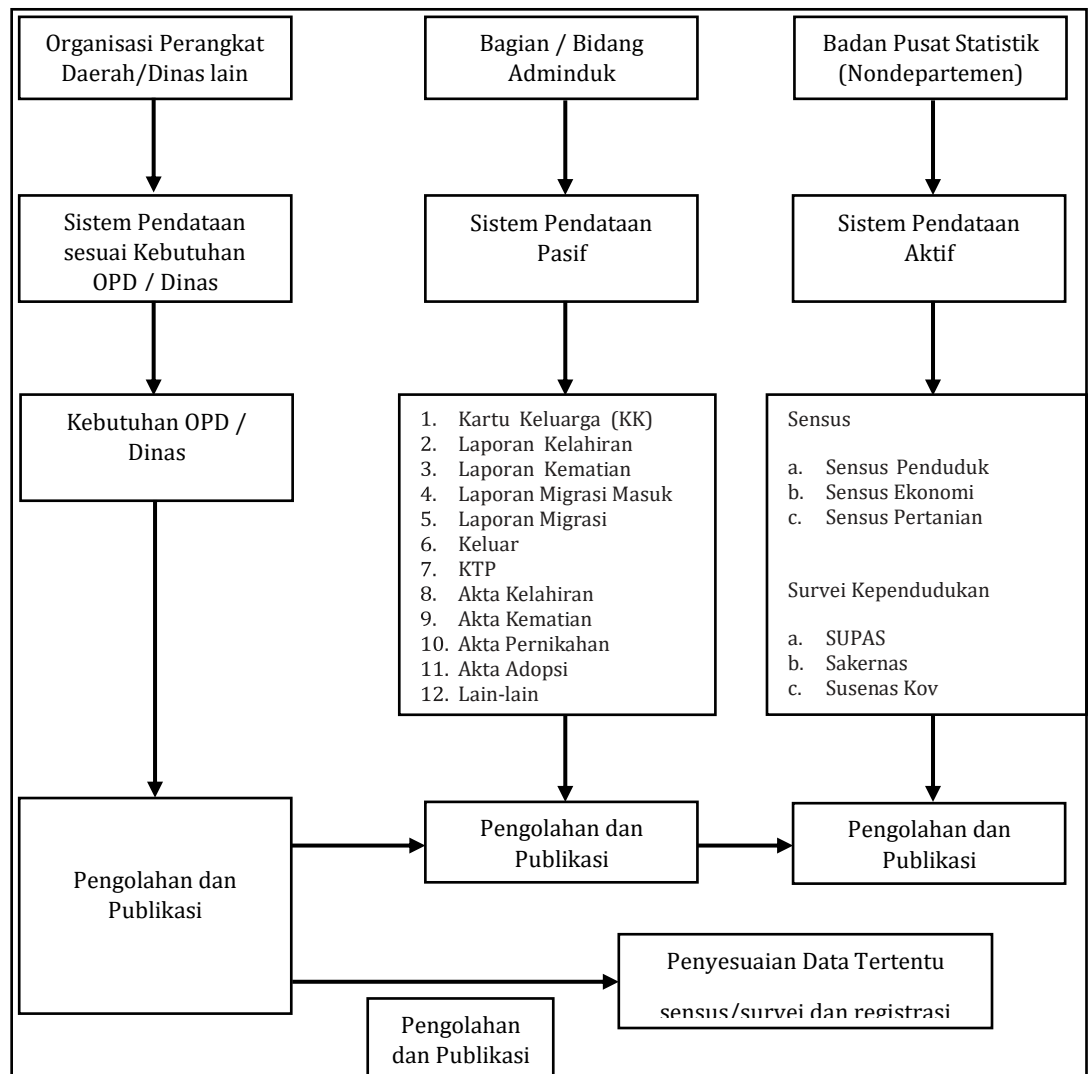 Organisasi Perangkat
Daerah/Dinas lain
Bagian / Bidang
Adminduk
Badan Pusat Statistik
(Nondepartemen)
Sistem Pendataan
sesuai Kebutuhan
OPD / Dinas
Sistem Pendataan
Pasif
Sistem Pendataan
Aktif
Kebutuhan OPD /
Dinas
1. Kartu Keluarga (KK)
2. Laporan Kelahiran
3. Laporan Kematian
4. Laporan Migrasi Masuk
5. Laporan Migrasi
6. Keluar
7. KTP
8. Akta Kelahiran
9. Akta Kematian
10. Akta Pernikahan
11. Akta Adopsi
12. Lain-lain
Sensus
a. Sensus Penduduk
b. Sensus Ekonomi
c. Sensus Pertanian
Survei Kependudukan
a. SUPAS
b. Sakernas
c. Susenas Kov
Pengolahan dan
Publikasi
Pengolahan dan
Publikasi
Pengolahan dan
Publikasi
Penyesuaian Data Tertentu
sensus/survei dan registrasi
Pengolahan
dan Publikasi